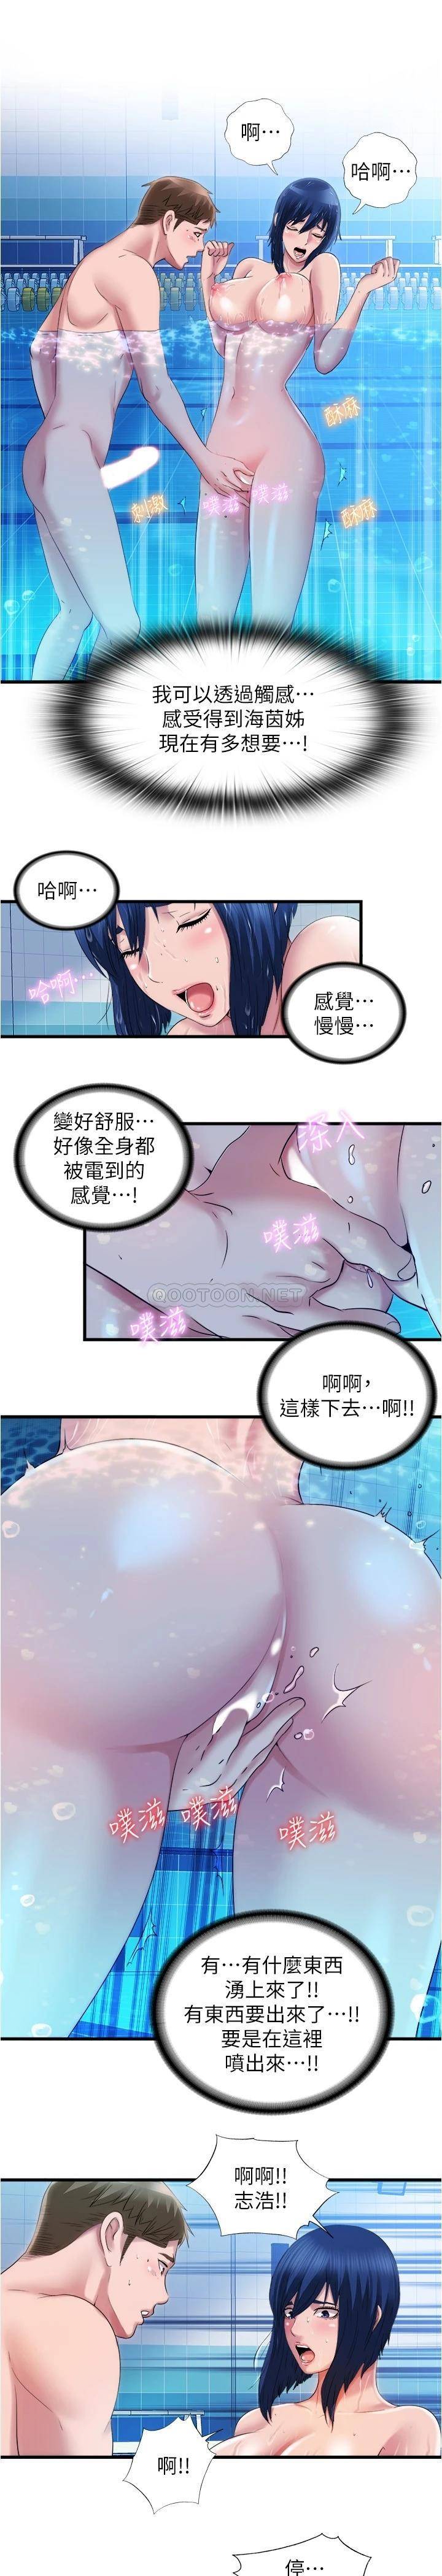 啊⋯
哈啊⋯
酥麻
刺激
噗滋 噗滋
酥麻
我可以透過觸感⋯
感受得到海茵姊
現在有多想要⋯!
哈啊⋯
哈啊⋯
感覺⋯
慢慢⋯
變好舒服⋯
好像全身都
被電到的
感覺⋯!
深入
噗滋
QOOTOON.NET
噗滋
啊啊，
這樣下去⋯啊!!
噗滋 噗滋
噗滋
有⋯有什麼東西
湧上來了!!
有東西要出來了⋯!!
要是在這裡
噴出來⋯!!
啊啊!!
志浩!!
啊!!
停⋯